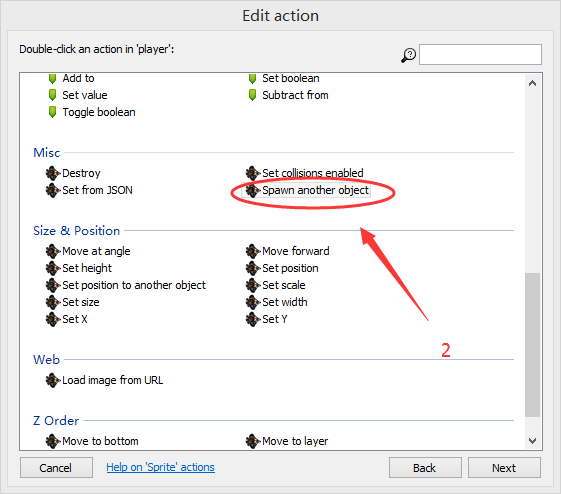 Edit action
Double-click an action in 'player':
Add to Set boolean
Set value Subtract from
Toggle boolean
Misc
Destroy Set collisions enabled
Set from JSON Spawn another object
Size & Position
Move at angle Move forward
Set height Set position
Set position to another object Set scale
Set size Set width
Set X Set Y
2
Web
Load image from URL
Z Order
Move to bottom Move to layer
Cancel Help on 'Sprite' actions Back Next